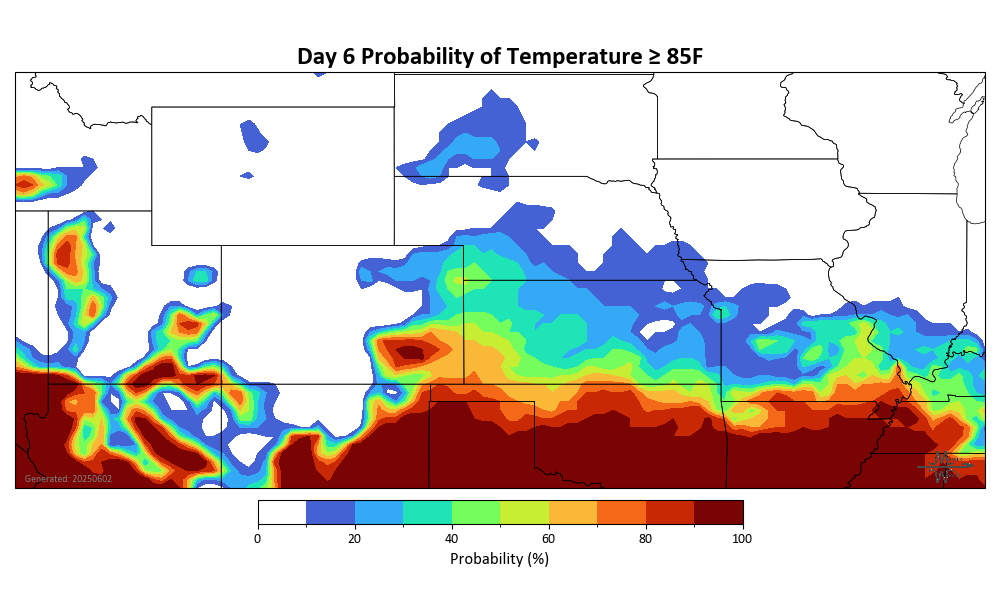 Day 6 Probability of Temperature ≥ 85F
Generated: 20250602
0 20 40 60 80 100
Probability (%)